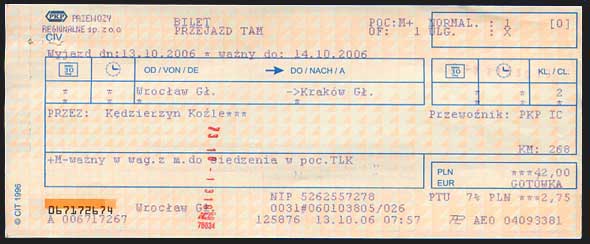 PKP PRZEWOZY BILET POC:M+ NORMAL. : 1 [0]
REGIONALNE sp. z o.o PRZEJAZD TAM OF: 1 ULG. : X
CIV
Wyjazd dn:13.10.2006 * ważny do: 14.10.2006
OD / VON / DE → DO / NACH / A KL. / CL.
* * Wrocław Gł. ->Kraków Gł. * * 2
PRZEZ: Kędzierzyn Koźle*** Przewoźnik: PKP IC
KM: 268
+M-ważny w wag.z m.do siedzenia w poc.TLK
PLN ***42,00
EUR GOTÓWKA
© CIT 1996
067172674 NIP 5262557278 PTU 7% PLN ***2,75
Wrocław Gł. 0031#060103805/026
A 006717267 125876 13.10.06 07:57 AE0 04093381